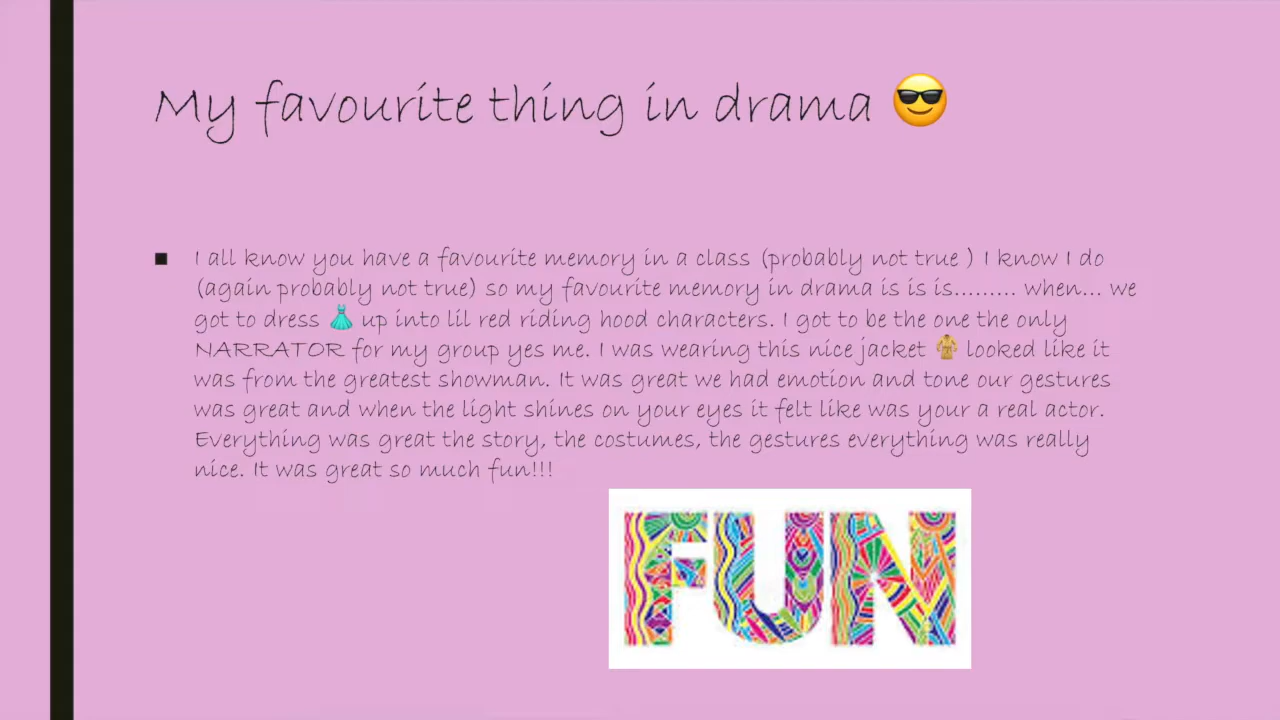 My favourite thing in drama 😎
■ I all know you have a favourite memory in a class (probably not true ) I know I do
(again probably not true) so my favourite memory in drama is is is......... when... we
got to dress 👗 up into lil red riding hood characters. I got to be the one the only
NARRATOR for my group yes me. I was wearing this nice jacket 🧥 looked like it
was from the greatest showman. It was great we had emotion and tone our gestures
was great and when the light shines on your eyes it felt like was your a real actor.
Everything was great the story, the costumes, the gestures everything was really
nice. It was great so much fun!!!
FUN